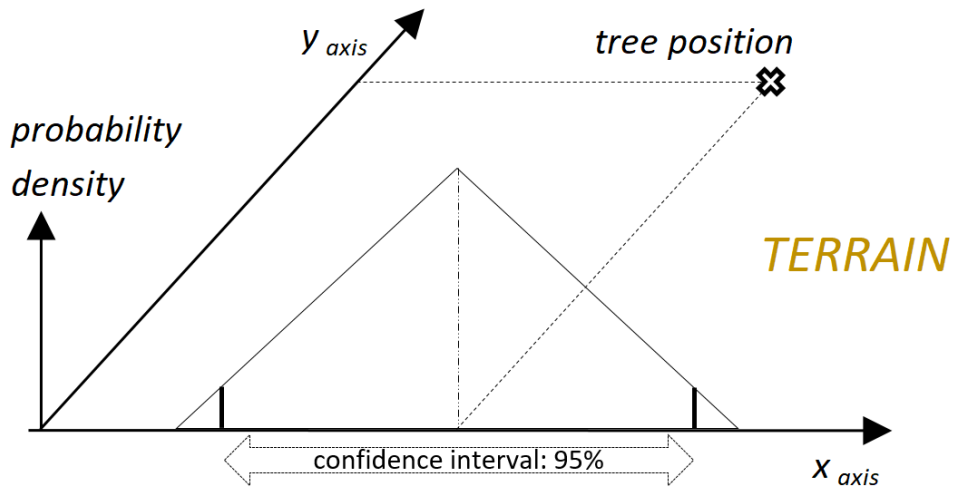 y axis
tree position
probability
density
TERRAIN
confidence interval: 95%
x axis